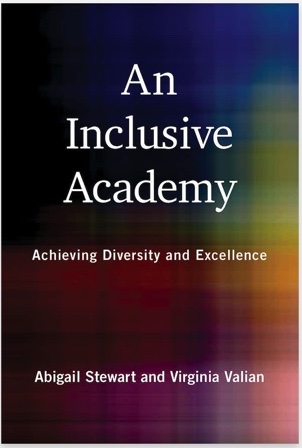 An
Inclusive
Academy
Achieving Diversity and Excellence
Abigail Stewart and Virginia Valian